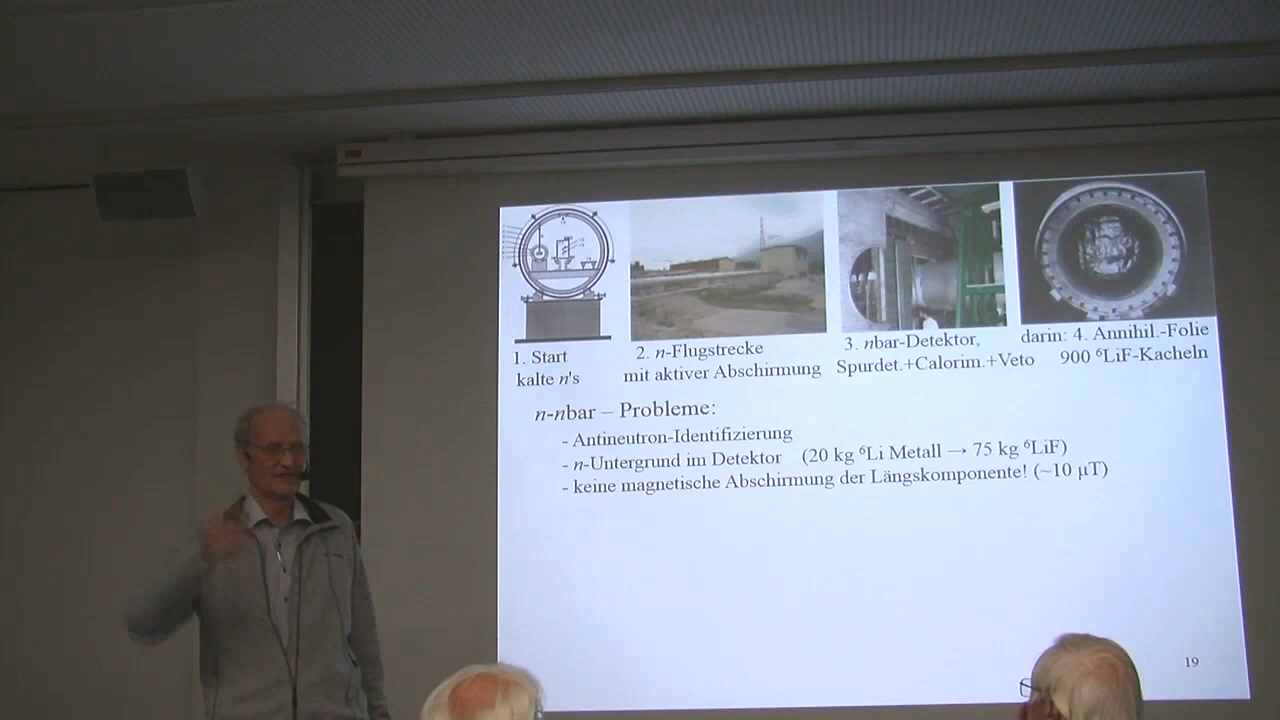 1. Start
kalte n's
2. n-Flugstrecke
mit aktiver Abschirmung
3. nbar-Detektor,
Spurdet.+Calorim.+Veto
darin: 4. Annihil.-Folie
900 ⁶LiF-Kacheln
n-nbar – Probleme:
- Antineutron-Identifizierung
- n-Untergrund im Detektor (20 kg ⁶Li Metall → 75 kg ⁶LiF)
- keine magnetische Abschirmung der Längskomponente! (~10 µT)
19